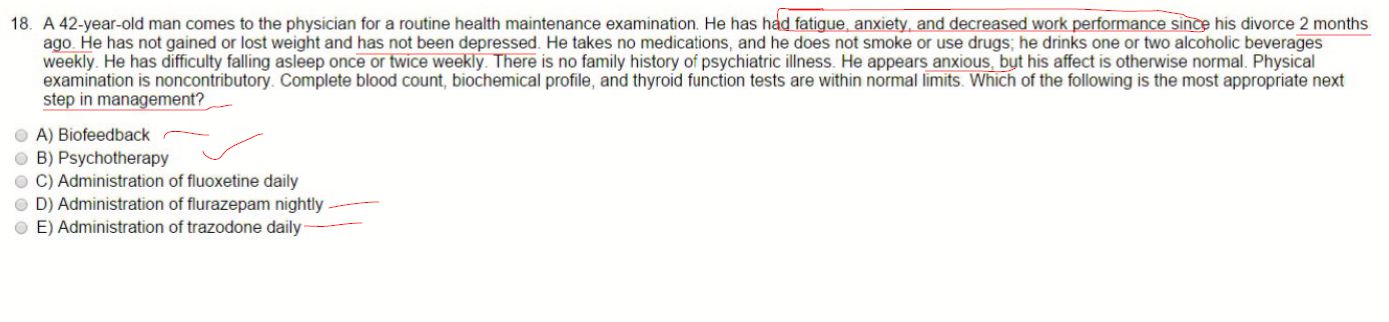 18. A 42-year-old man comes to the physician for a routine health maintenance examination. He has had fatigue, anxiety, and decreased work performance since his divorce 2 months
ago. He has not gained or lost weight and has not been depressed. He takes no medications, and he does not smoke or use drugs; he drinks one or two alcoholic beverages
weekly. He has difficulty falling asleep once or twice weekly. There is no family history of psychiatric illness. He appears anxious, but his affect is otherwise normal. Physical
examination is noncontributory. Complete blood count, biochemical profile, and thyroid function tests are within normal limits. Which of the following is the most appropriate next
step in management?
A) Biofeedback
B) Psychotherapy
C) Administration of fluoxetine daily
D) Administration of flurazepam nightly
E) Administration of trazodone daily